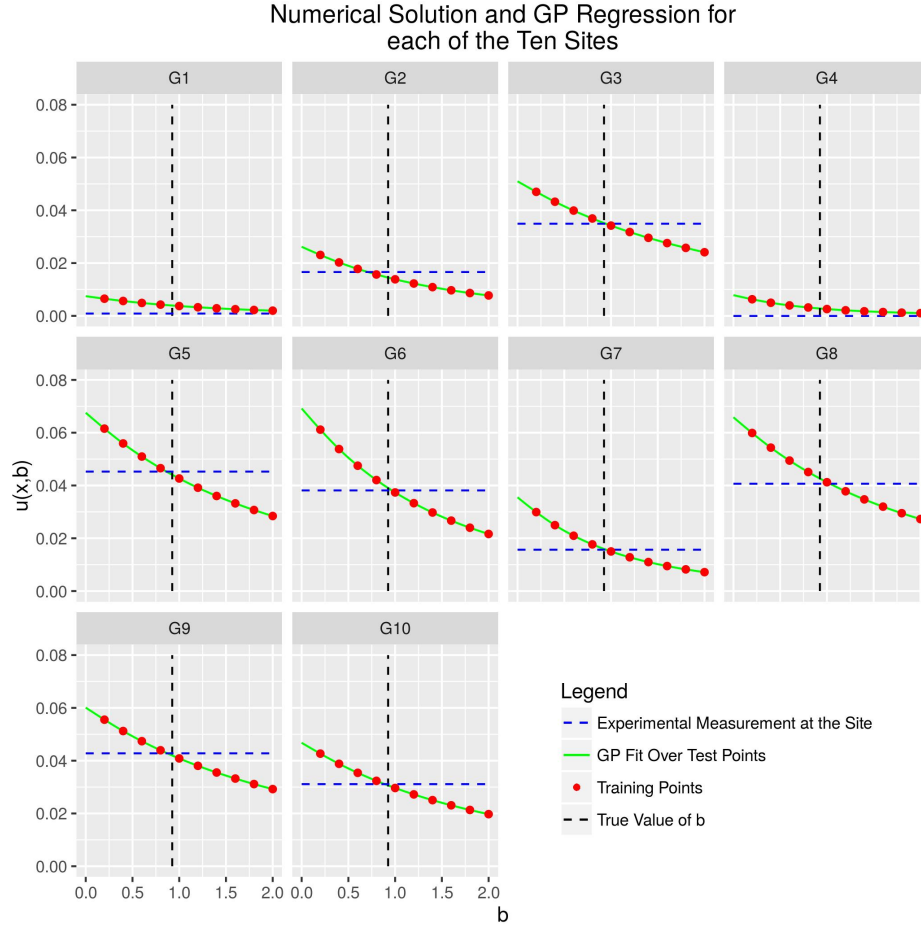 Numerical Solution and GP Regression for
each of the Ten Sites
G1 G2 G3 G4
0.08
0.06
0.04
0.02
0.00
G5 G6 G7 G8
0.08
0.06
0.04
0.02
0.00
u(x,b)
G9 G10
0.08
0.06
0.04
0.02
0.00
0.0 0.5 1.0 1.5 2.0 0.0 0.5 1.0 1.5 2.0
b
Legend
Experimental Measurement at the Site
GP Fit Over Test Points
Training Points
True Value of b